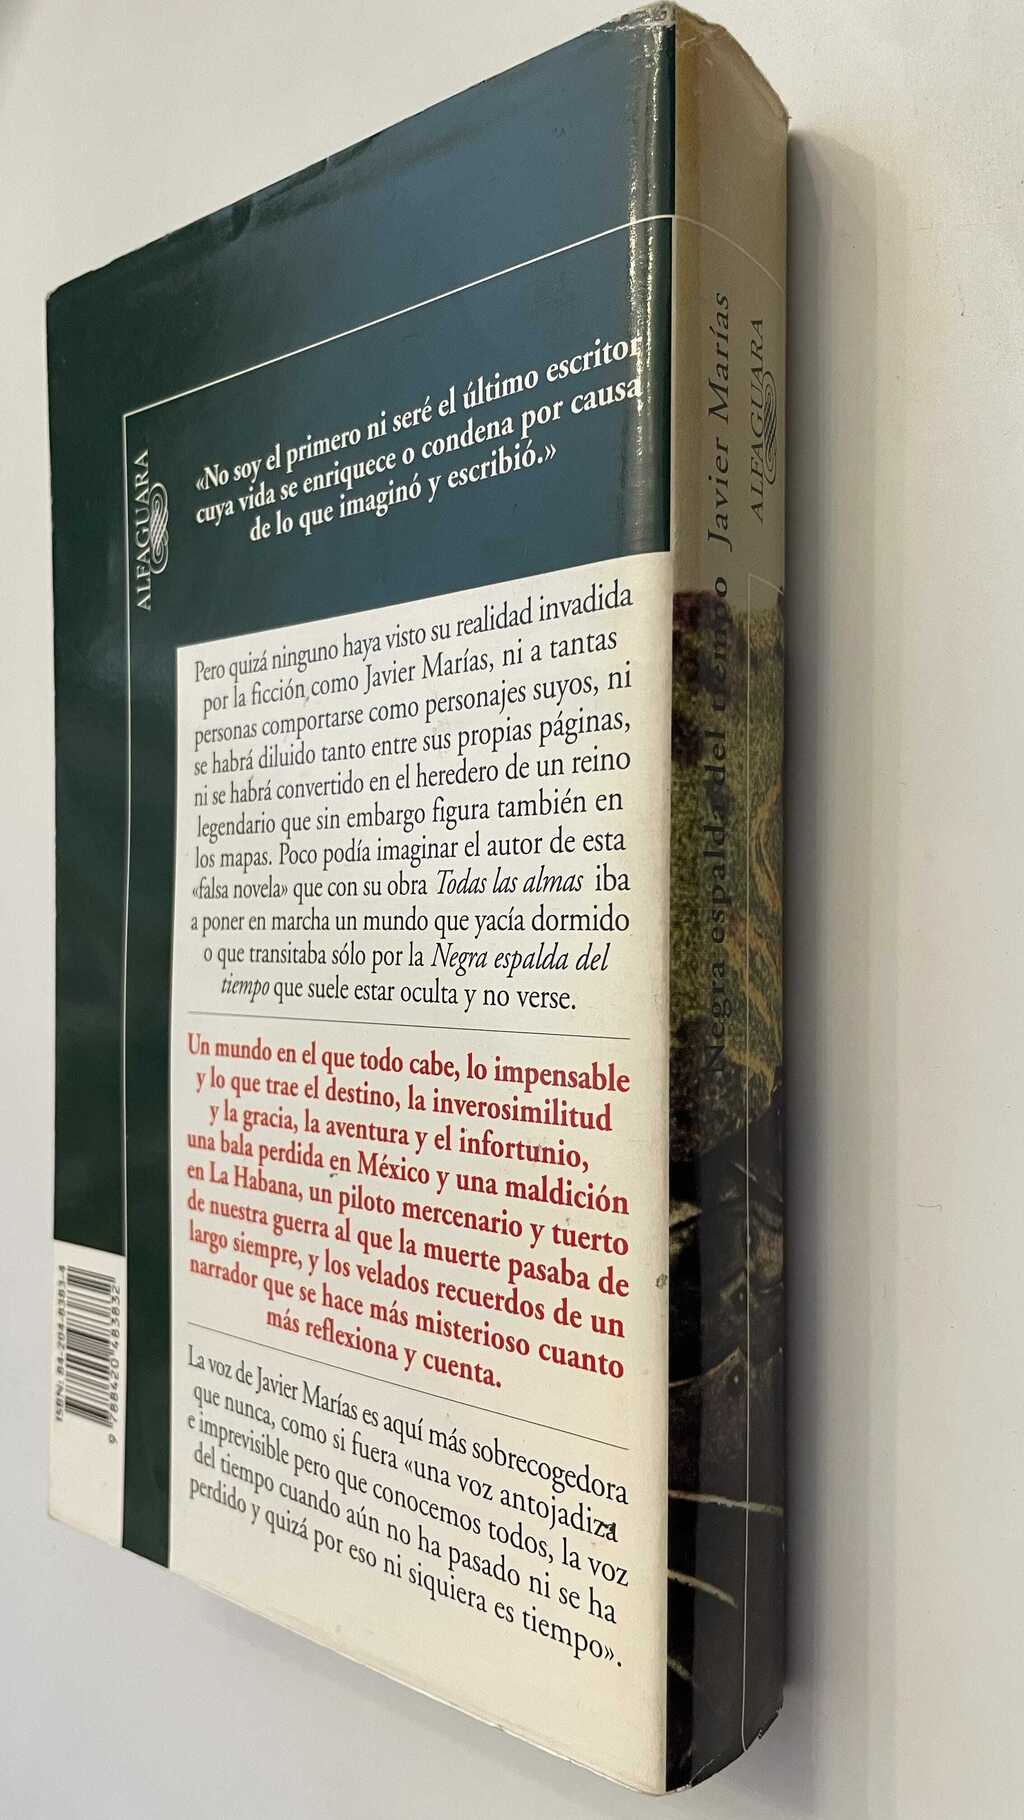 ALFAGUARA
«No soy el primero ni seré el último escritor
cuya vida se enriquece o condena por causa
de lo que imaginó y escribió.»
Pero quizá ninguno haya visto su realidad invadida
por la ficción como Javier Marías, ni a tantas
personas comportarse como personajes suyos, ni
se habrá diluido tanto entre sus propias páginas,
ni se habrá convertido en el heredero de un reino
legendario que sin embargo figura también en
los mapas. Poco podía imaginar el autor de esta
«falsa novela» que con su obra Todas las almas iba
a poner en marcha un mundo que yacía dormido
o que transitaba sólo por la Negra espalda del
tiempo que suele estar oculta y no verse.
Un mundo en el que todo cabe, lo impensable
y lo que trae el destino, la inverosimilitud
y la gracia, la aventura y el infortunio,
una bala perdida en México y una maldición
en La Habana, un piloto mercenario y tuerto
de nuestra guerra al que la muerte pasaba de
largo siempre, y los velados recuerdos de un
narrador que se hace más misterioso cuanto
más reflexiona y cuenta.
La voz de Javier Marías es aquí más sobrecogedora
que nunca, como si fuera «una voz antojadiza
e imprevisible pero que conocemos todos, la voz
del tiempo cuando aún no ha pasado ni se ha
perdido y quizá por eso ni siquiera es tiempo».
ISBN: 84-204-8383-4
9 788420 483832
Negra espalda del tiempo Javier Marías
ALFAGUARA